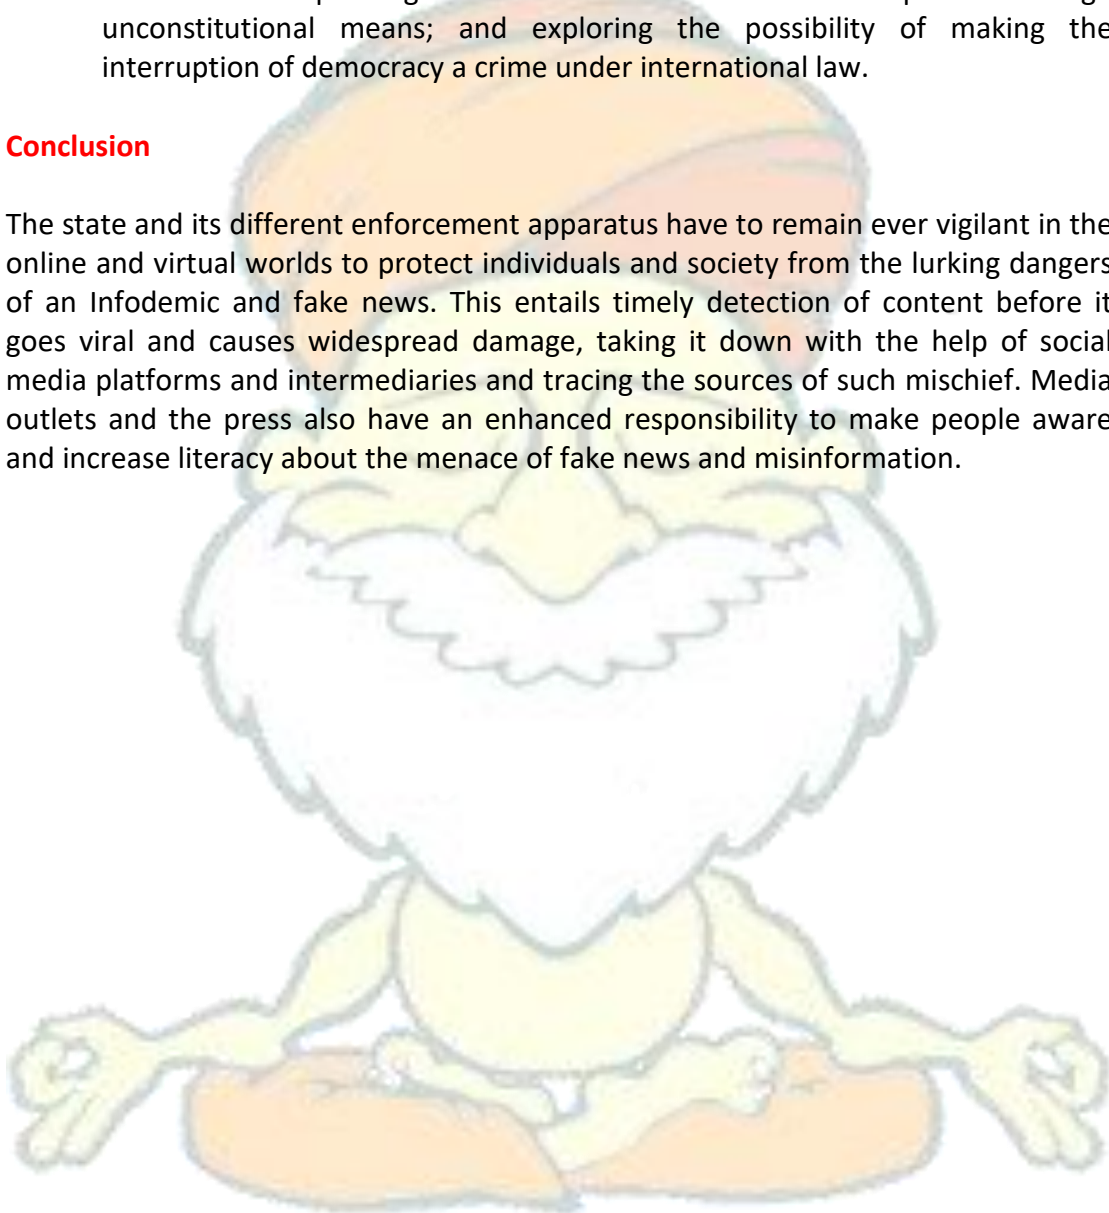 unconstitutional means; and exploring the possibility of making the
interruption of democracy a crime under international law.
Conclusion
The state and its different enforcement apparatus have to remain ever vigilant in the
online and virtual worlds to protect individuals and society from the lurking dangers
of an Infodemic and fake news. This entails timely detection of content before it
goes viral and causes widespread damage, taking it down with the help of social
media platforms and intermediaries and tracing the sources of such mischief. Media
outlets and the press also have an enhanced responsibility to make people aware
and increase literacy about the menace of fake news and misinformation.